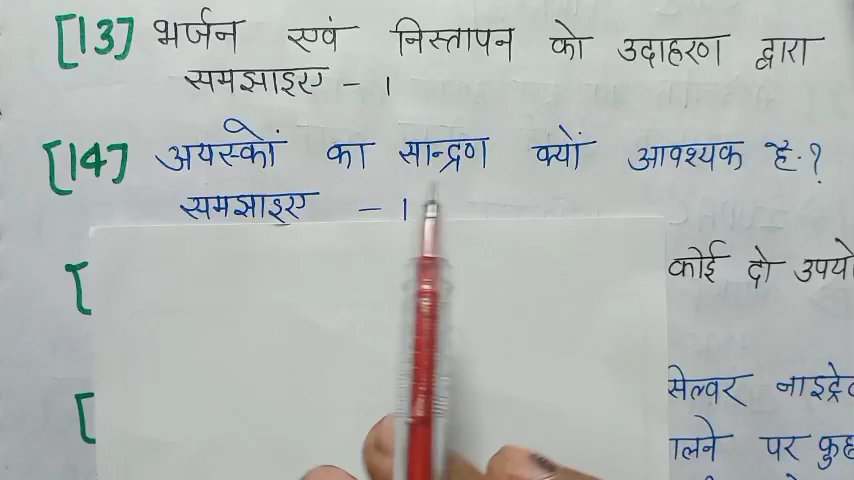 [13] भर्जन एवं निस्तापन को उदाहरण द्वारा
समझाइए - ।
[14] अयस्कों का सान्द्रण क्यों आवश्यक है ?
समझाइए - ।
[ कोई दो उपयो
[ सिल्वर नाइट्रे
पर